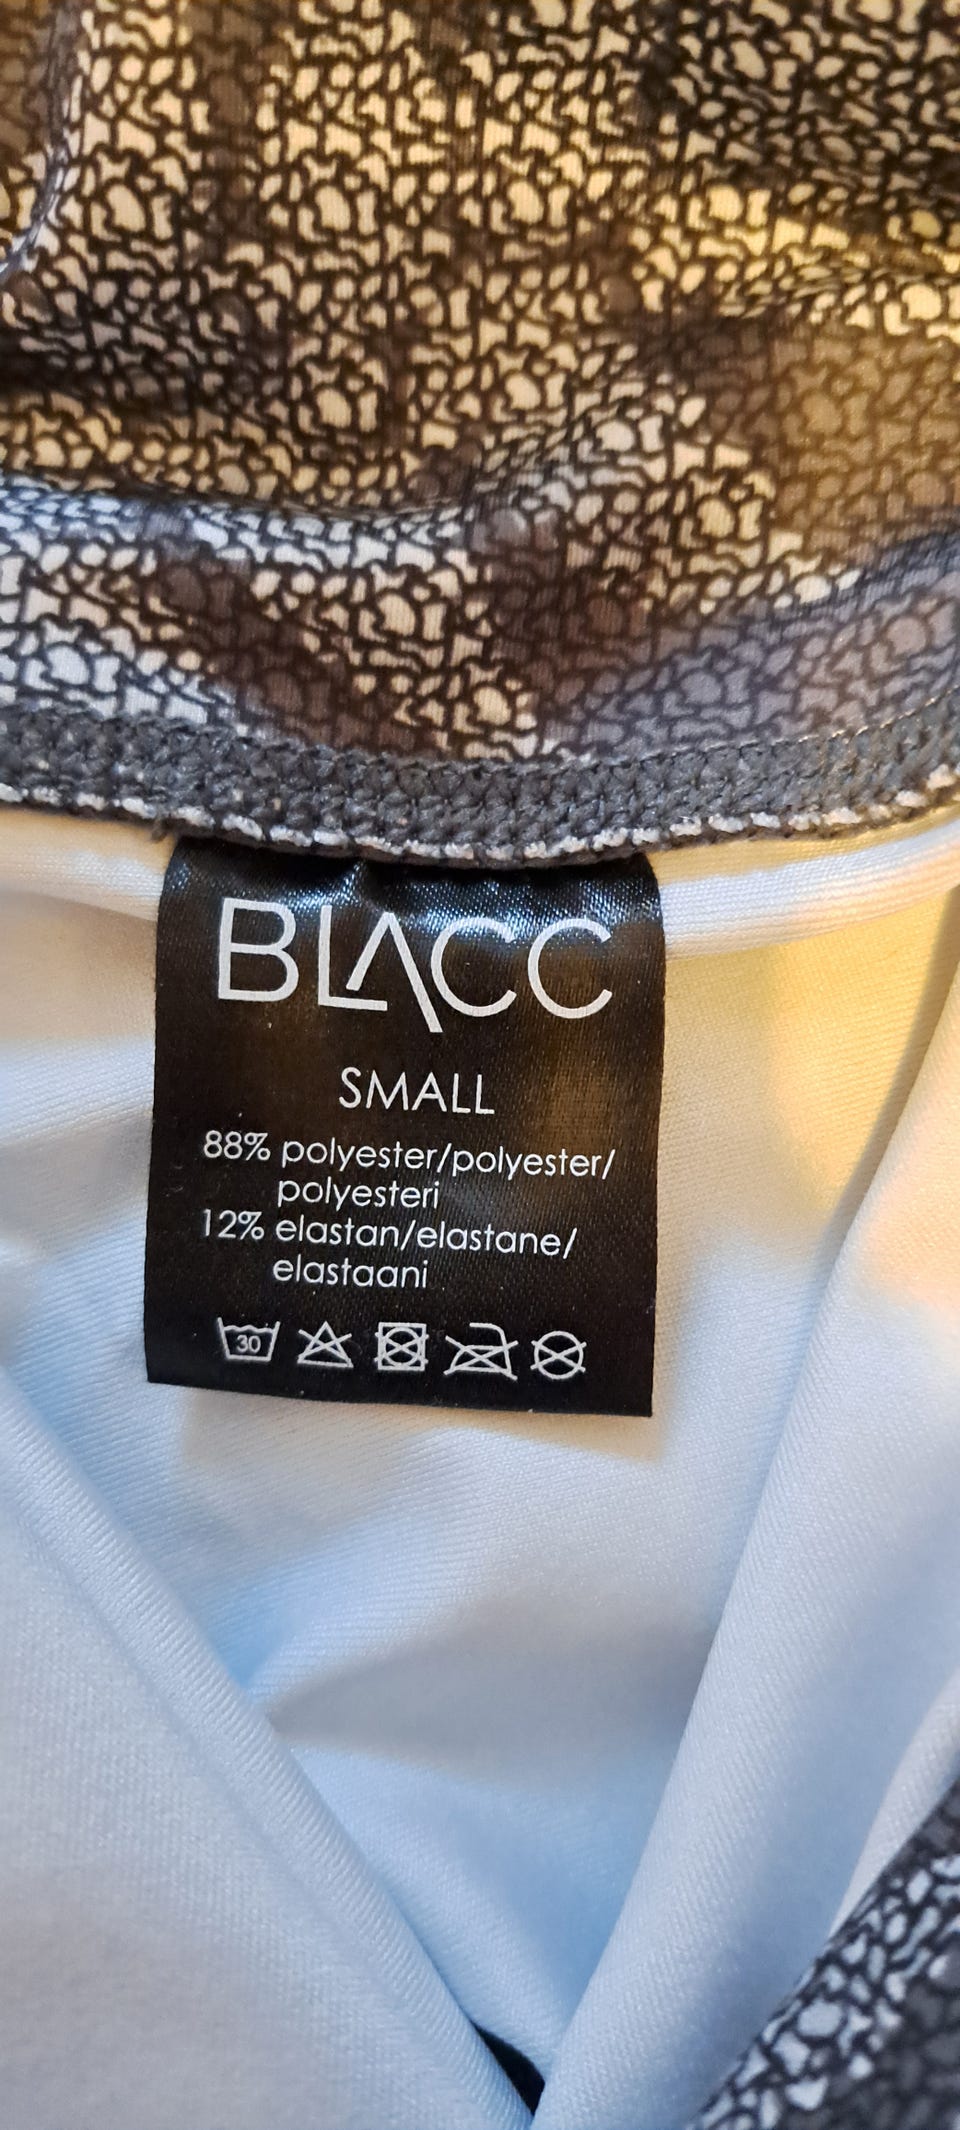 BLACC
SMALL
88% polyester/polyester/
polyesteri
12% elastan/elastane/
elastaani
30